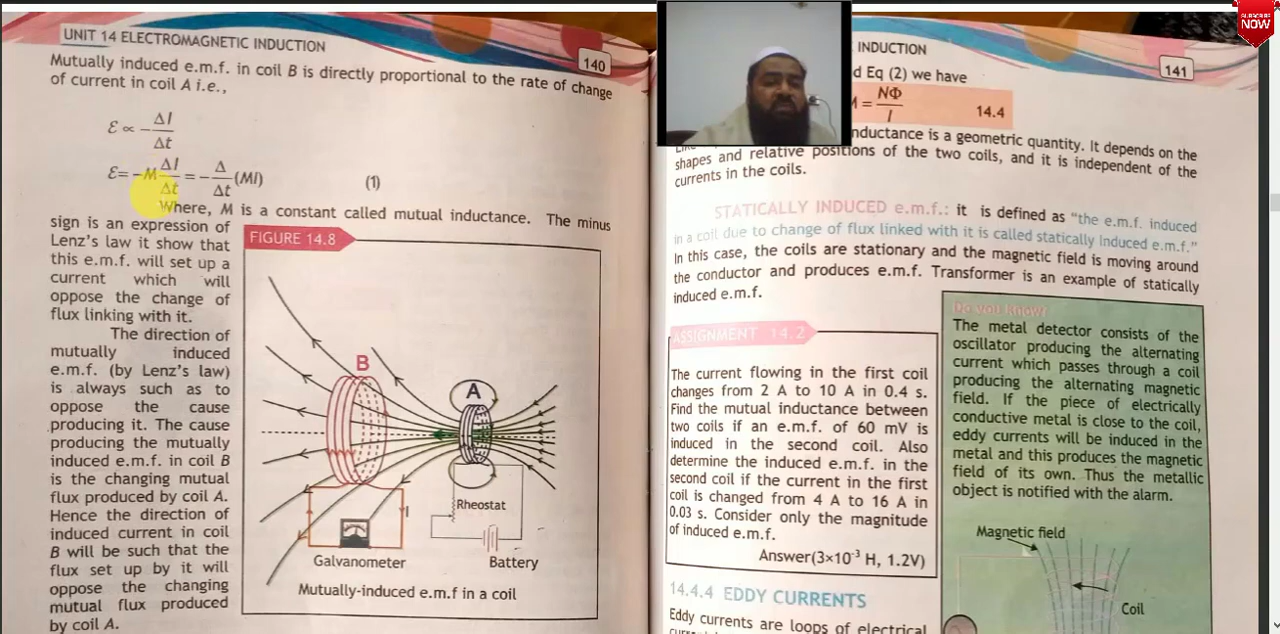 UNIT 14 ELECTROMAGNETIC INDUCTION
140
Mutually induced e.m.f. in coil B is directly proportional to the rate of change
of current in coil A i.e.,
ℰ ∝ - ΔI/Δt
ℰ= -M ΔI/Δt = - Δ/Δt (MI) (1)
Where, M is a constant called mutual inductance. The minus
sign is an expression of
Lenz's law it show that
this e.m.f. will set up a
current which will
oppose the change of
flux linking with it.
The direction of
mutually induced
e.m.f. (by Lenz's law)
is always such as to
oppose the cause
producing it. The cause
producing the mutually
induced e.m.f. in coil B
is the changing mutual
flux produced by coil A.
Hence the direction of
induced current in coil
B will be such that the
flux set up by it will
oppose the changing
mutual flux produced
by coil A.
FIGURE 14.8
B
A
Rheostat
I
Galvanometer
Battery
Mutually-induced e.m.f in a coil
INDUCTION
141
d Eq (2) we have
= NΦ/I 14.4
nductance is a geometric quantity. It depends on the
shapes and relative positions of the two coils, and it is independent of the
currents in the coils.
STATICALLY INDUCED e.m.f.: it is defined as "the e.m.f. induced
in a coil due to change of flux linked with it is called statically induced e.m.f."
In this case, the coils are stationary and the magnetic field is moving around
the conductor and produces e.m.f. Transformer is an example of statically
induced e.m.f.
ASSIGNMENT 14.2
The current flowing in the first coil
changes from 2 A to 10 A in 0.4 s.
Find the mutual inductance between
two coils if an e.m.f. of 60 mV is
induced in the second coil. Also
determine the induced e.m.f. in the
second coil if the current in the first
coil is changed from 4 A to 16 A in
0.03 s. Consider only the magnitude
of induced e.m.f.
Answer(3×10⁻³ H, 1.2V)
14.4.4 EDDY CURRENTS
Eddy currents are loops of electrical
Do you know?
The metal detector consists of the
oscillator producing the alternating
current which passes through a coil
producing the alternating magnetic
field. If the piece of electrically
conductive metal is close to the coil,
eddy currents will be induced in the
metal and this produces the magnetic
field of its own. Thus the metallic
object is notified with the alarm.
Magnetic field
Coil
SUBSCRIBE
NOW